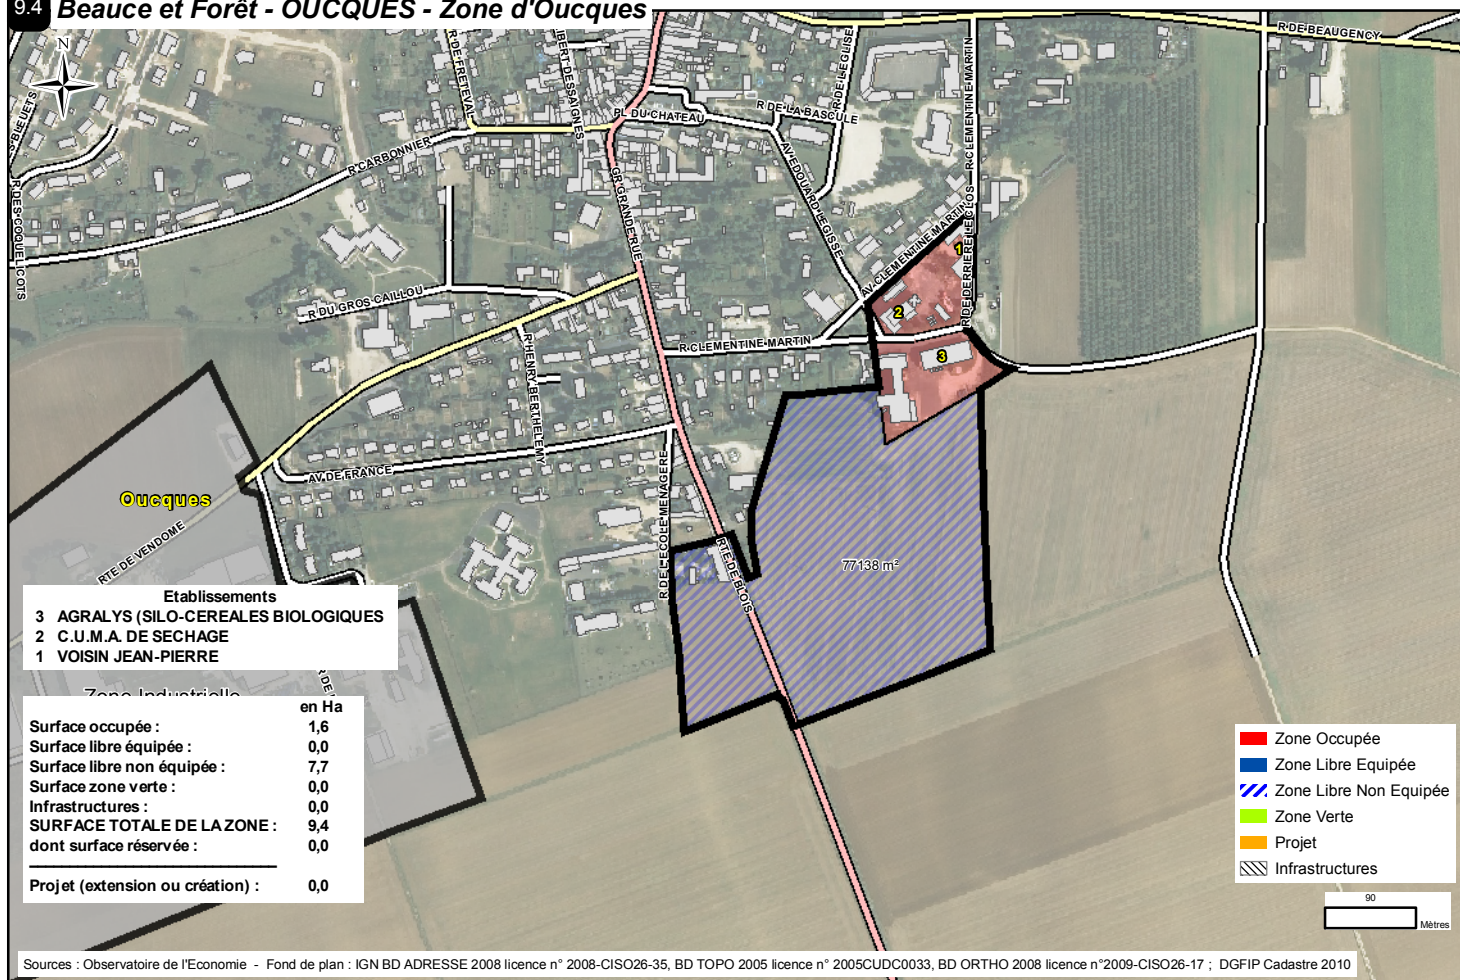 9.4 Beauce et Forêt - OUCQUES - Zone d'Oucques
N
R DE BEAUGENCY
R DE FRETEVAL
IBERT DESSAIGNES
R DE L'EGLISE
R CLEMENTINE MARTIN
R DE LA BASCULE
PL DU CHATEAU
S BLEUETS
R CARBONNIER
AV EDOUARD LEGISSE
GR GRANDE RUE
R DES COQUELICOTS
AV CLEMENTINE MARTIN
R DE DERRIERE LE CLOS
1
R DU GROS CAILLOU
2
R CLEMENTINE MARTIN
3
R HENRY BERTHELEMY
AV DE FRANCE
R DE L'ECOLE MENAGERE
Oucques
RTE DE VENDOME
RTE DE BLOIS
77138 m²
Etablissements
3 AGRALYS (SILO-CEREALES BIOLOGIQUES
2 C.U.M.A. DE SECHAGE
1 VOISIN JEAN-PIERRE
Zone Industrielle
R DE
en Ha
Surface occupée : 1,6
Surface libre équipée : 0,0
Surface libre non équipée : 7,7
Surface zone verte : 0,0
Infrastructures : 0,0
SURFACE TOTALE DE LA ZONE : 9,4
dont surface réservée : 0,0
Projet (extension ou création) : 0,0
Zone Occupée
Zone Libre Equipée
Zone Libre Non Equipée
Zone Verte
Projet
Infrastructures
90
Mètres
Sources : Observatoire de l'Economie - Fond de plan : IGN BD ADRESSE 2008 licence n° 2008-CISO26-35, BD TOPO 2005 licence n° 2005CUDC0033, BD ORTHO 2008 licence n°2009-CISO26-17 ; DGFIP Cadastre 2010